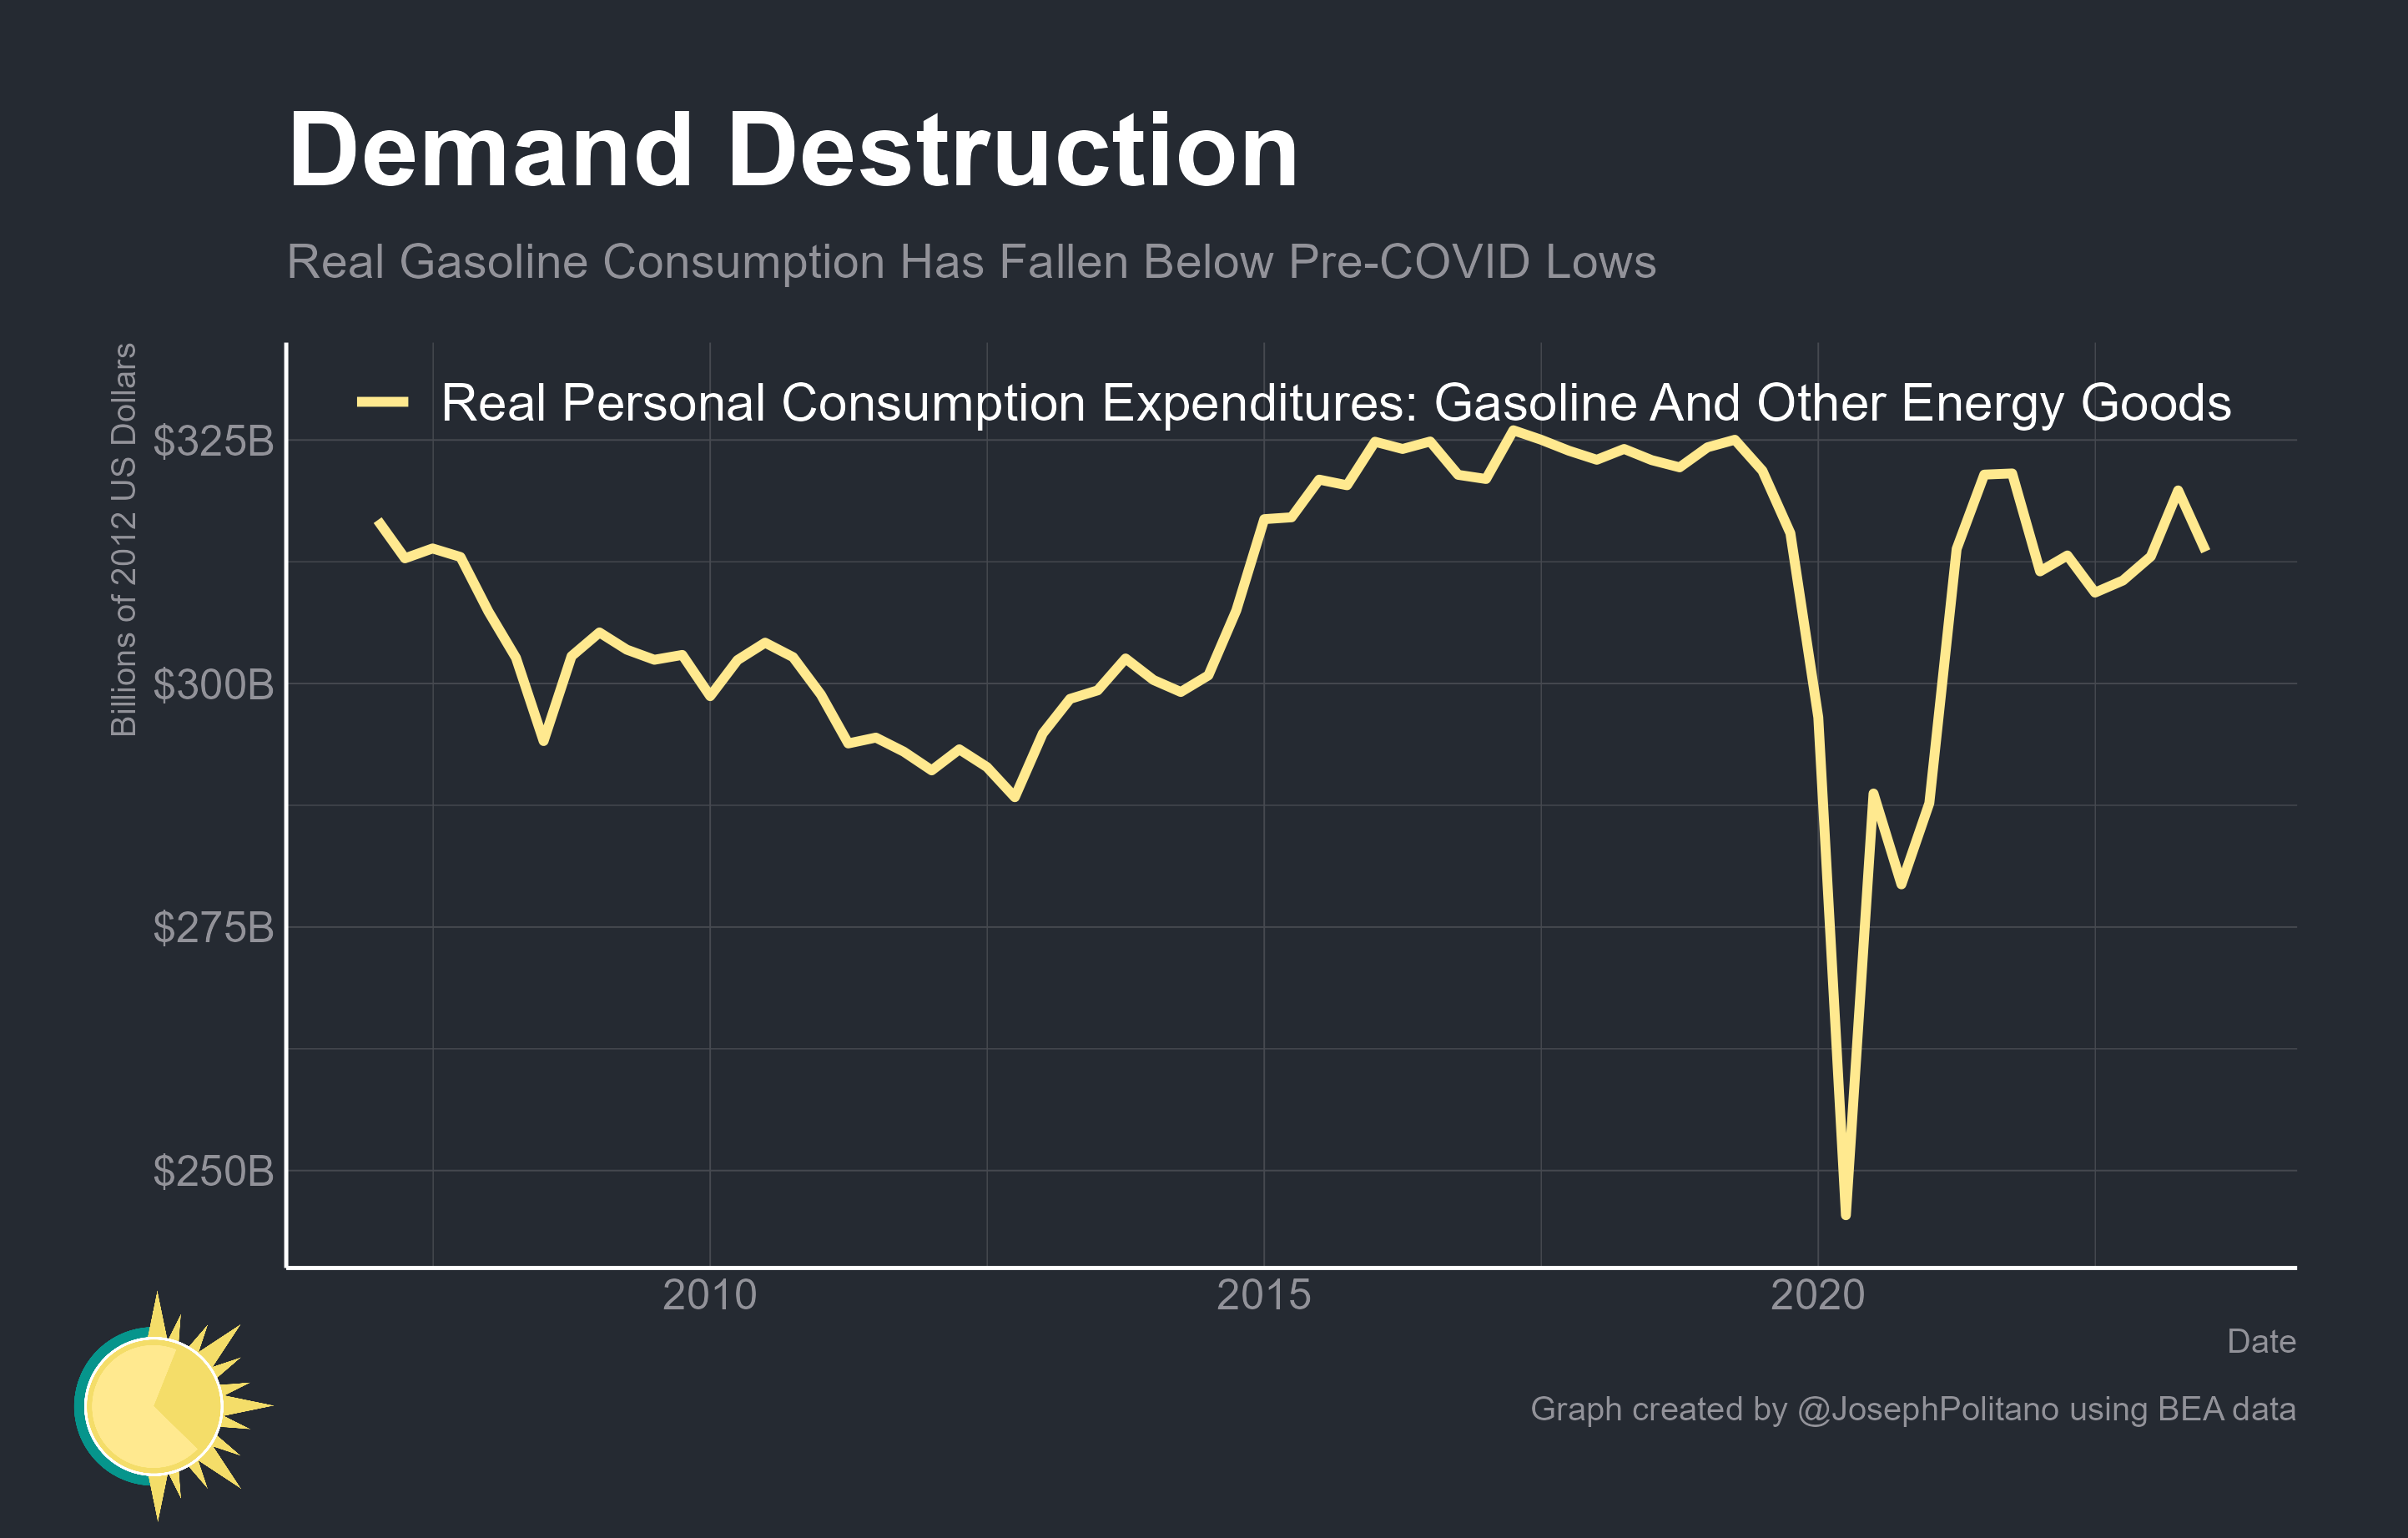 Demand Destruction
Real Gasoline Consumption Has Fallen Below Pre-COVID Lows
Billions of 2012 US Dollars
Real Personal Consumption Expenditures: Gasoline And Other Energy Goods
$325B
$300B
$275B
$250B
2010 2015 2020
Date
Graph created by @JosephPolitano using BEA data